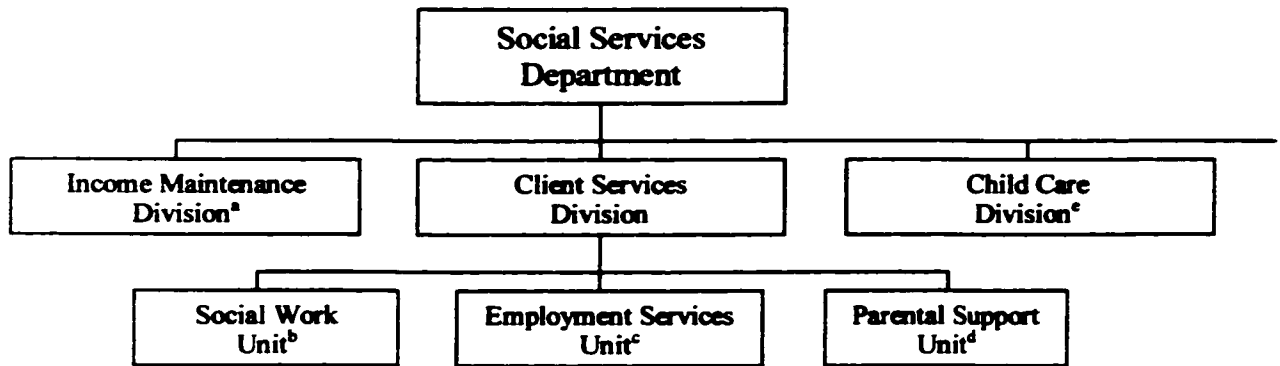 Social Services
Department
Income Maintenance
Divisionᵃ
Client Services
Division
Child Care
Divisionᵉ
Social Work
Unitᵇ
Employment Services
Unitᶜ
Parental Support
Unitᵈ